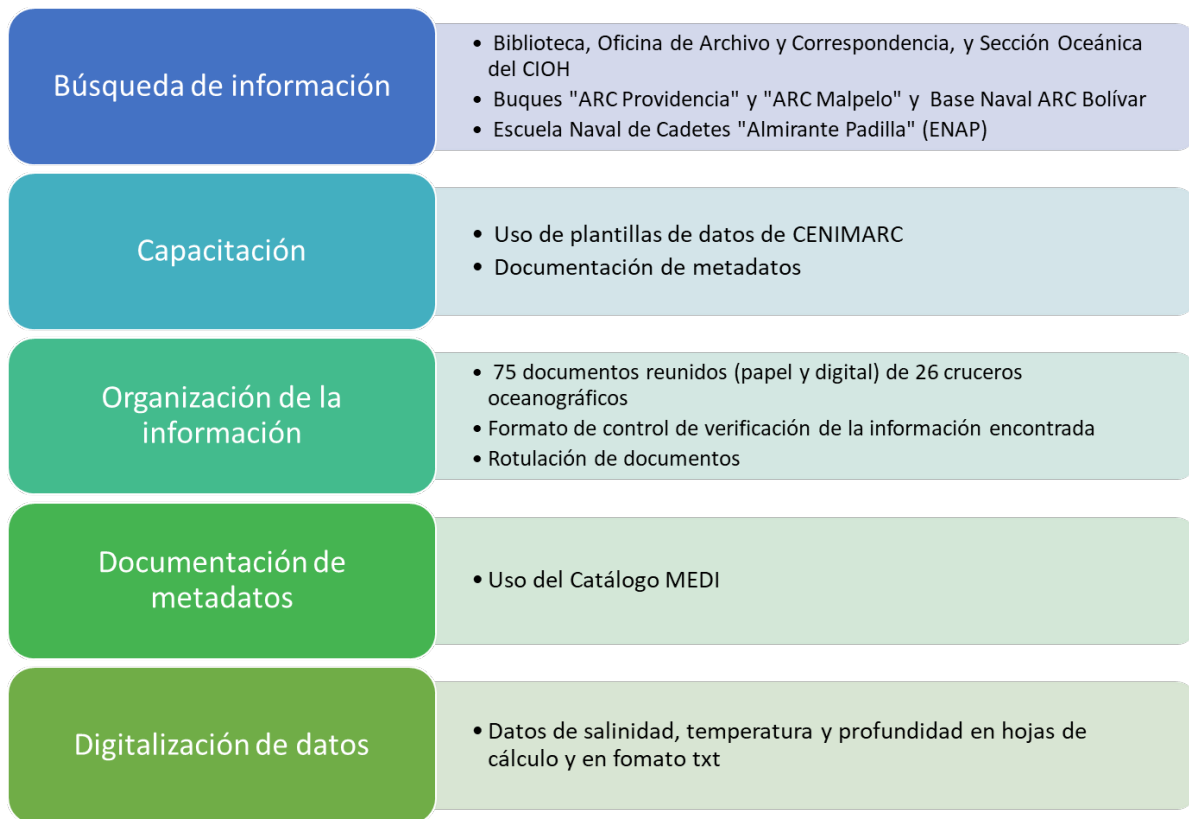 Búsqueda de información
• Biblioteca, Oficina de Archivo y Correspondencia, y Sección Oceánica
del CIOH
• Buques "ARC Providencia" y "ARC Malpelo" y Base Naval ARC Bolívar
• Escuela Naval de Cadetes "Almirante Padilla" (ENAP)
Capacitación
• Uso de plantillas de datos de CENIMARC
• Documentación de metadatos
Organización de la
información
• 75 documentos reunidos (papel y digital) de 26 cruceros
oceanográficos
• Formato de control de verificación de la información encontrada
• Rotulación de documentos
Documentación de
metadatos
• Uso del Catálogo MEDI
Digitalización de datos
• Datos de salinidad, temperatura y profundidad en hojas de
cálculo y en fomato txt